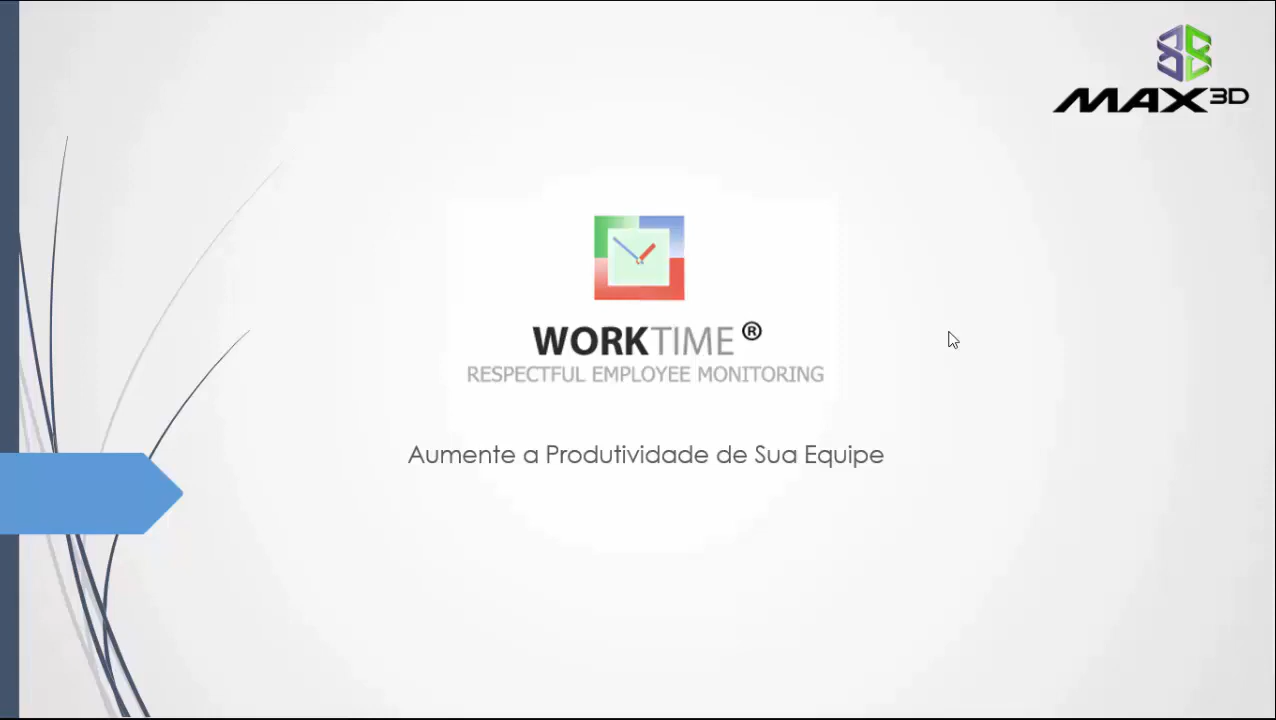 MAX3D
WORKTIME®
RESPECTFUL EMPLOYEE MONITORING
Aumente a Produtividade de Sua Equipe